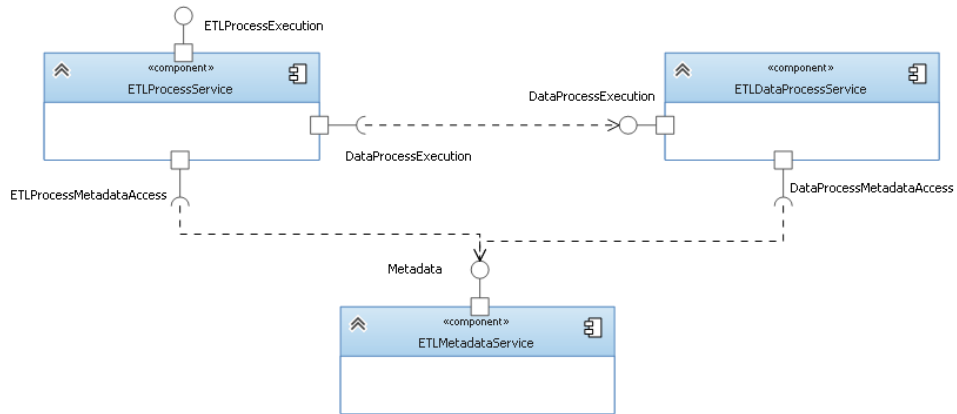 ETLProcessExecution
«component»
ETLProcessService
«component»
ETLDataProcessService
DataProcessExecution
DataProcessExecution
ETLProcessMetadataAccess
DataProcessMetadataAccess
Metadata
«component»
ETLMetadataService